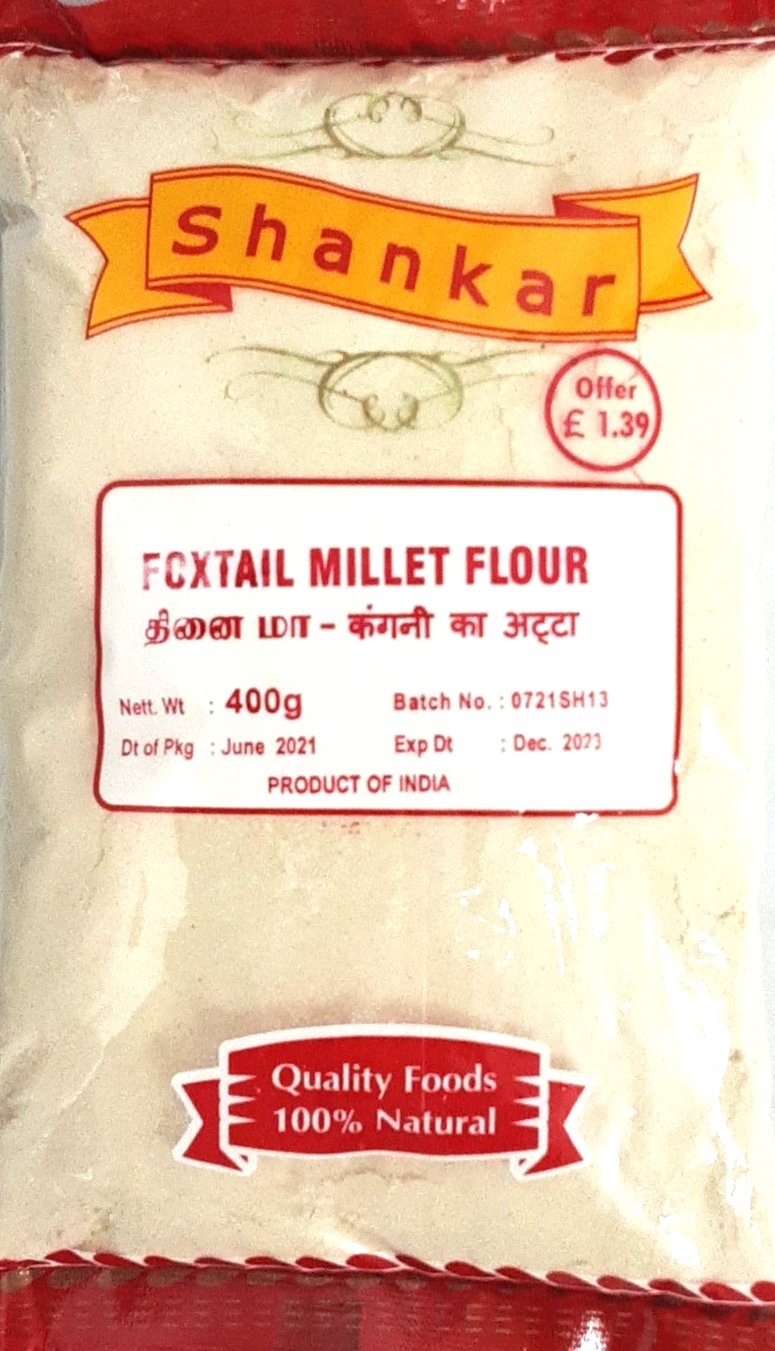 Shankar
Offer
£ 1.39
FOXTAIL MILLET FLOUR
தினை மா - कंगनी का अट्टा
Nett. Wt : 400g Batch No. : 0721SH13
Dt of Pkg : June 2021 Exp Dt : Dec. 2023
PRODUCT OF INDIA
Quality Foods
100% Natural